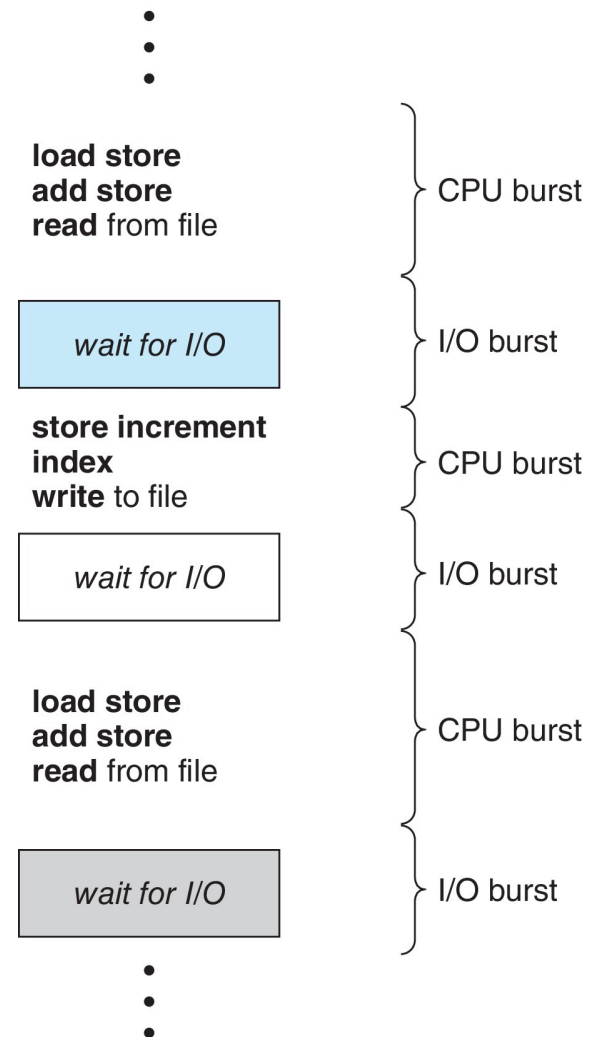 load store
add store
read from file
CPU burst
wait for I/O
I/O burst
store increment
index
write to file
CPU burst
wait for I/O
I/O burst
load store
add store
read from file
CPU burst
wait for I/O
I/O burst